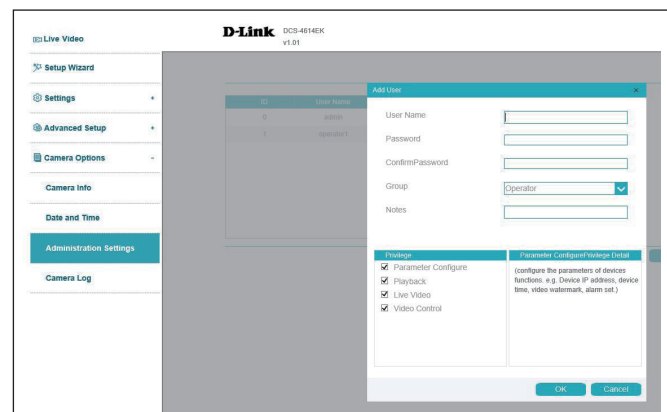 D-Link DCS-4614EK
v1.01
Live Video
Setup Wizard
Settings +
Advanced Setup +
Camera Options -
Camera Info
Date and Time
Administration Settings
Camera Log
ID User Name
0 admin
1 operator1
Add User ×
User Name
Password
ConfirmPassword
Group Operator
Notes
Privilege
Parameter Configure
Playback
Live Video
Video Control
Parameter ConfigurePrivilege Detail
(configure the parameters of devices
functions. e.g. Device IP address, device
time, video watermark, alarm set.)
OK Cancel